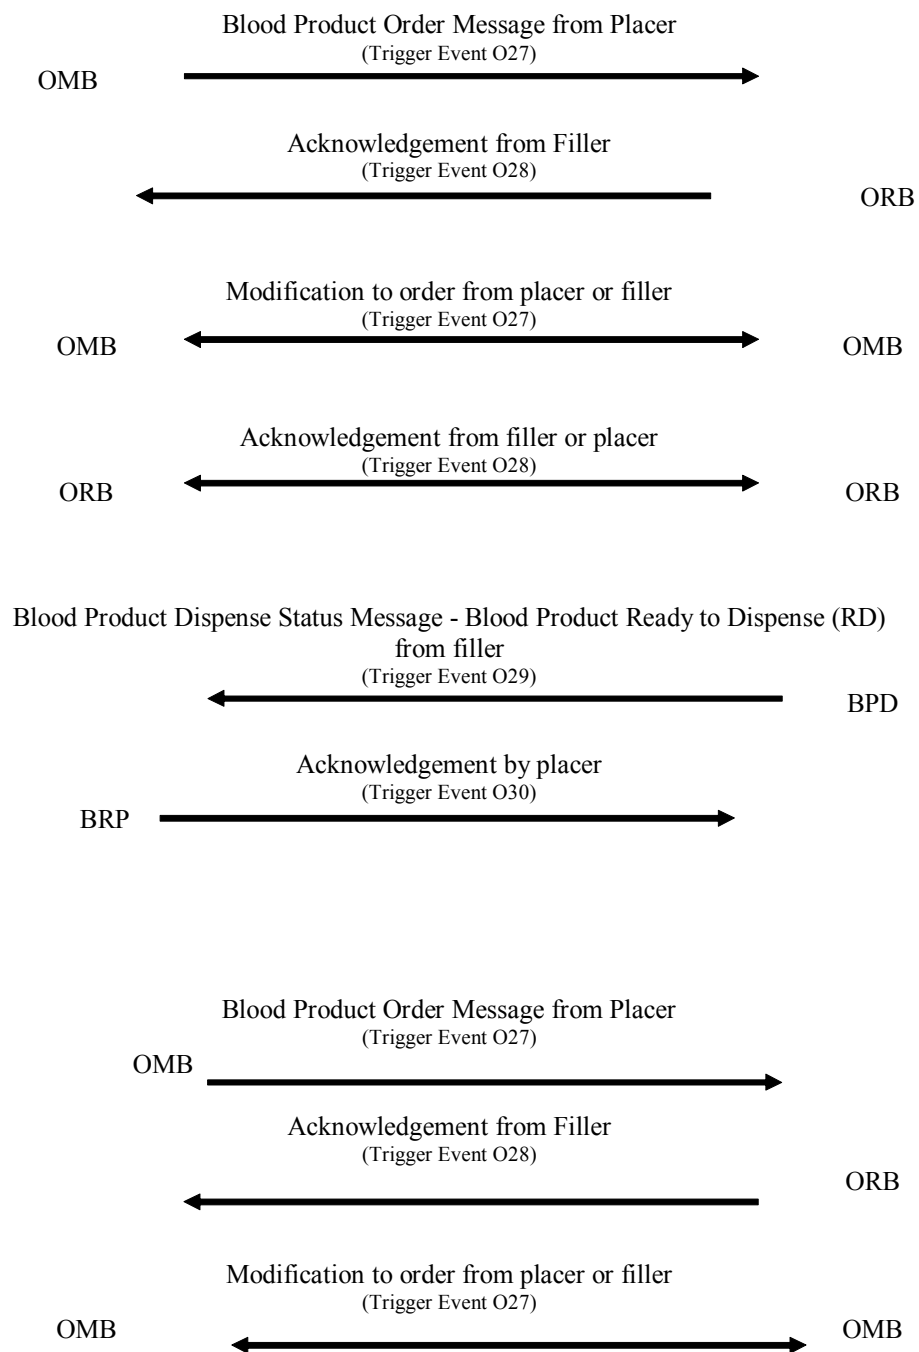 Blood Product Order Message from Placer
(Trigger Event O27)
OMB
Acknowledgement from Filler
(Trigger Event O28)
ORB
Modification to order from placer or filler
(Trigger Event O27)
OMB OMB
Acknowledgement from filler or placer
(Trigger Event O28)
ORB ORB
Blood Product Dispense Status Message - Blood Product Ready to Dispense (RD)
from filler
(Trigger Event O29)
BPD
Acknowledgement by placer
(Trigger Event O30)
BRP
Blood Product Order Message from Placer
(Trigger Event O27)
OMB
Acknowledgement from Filler
(Trigger Event O28)
ORB
Modification to order from placer or filler
(Trigger Event O27)
OMB OMB